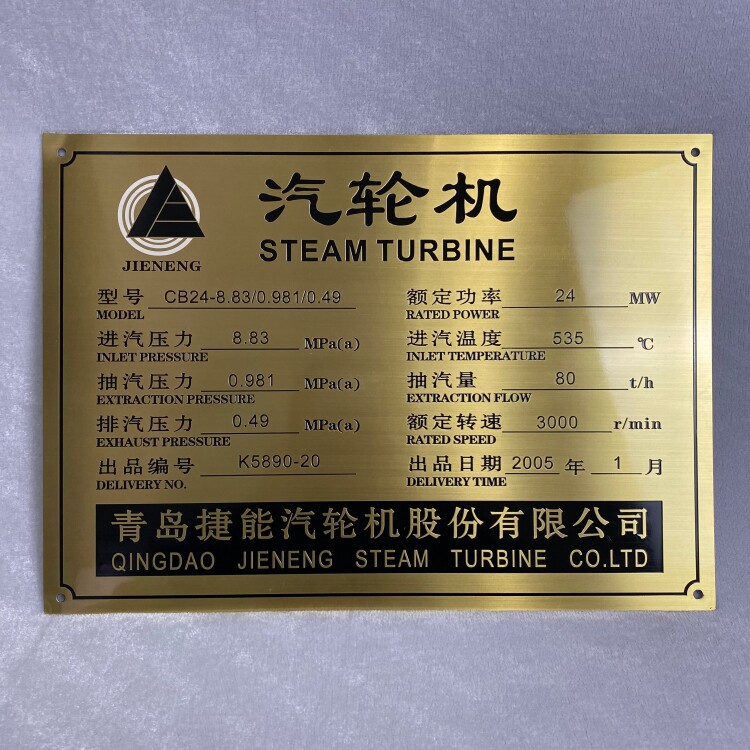 汽轮机
STEAM TURBINE
JIENENG
型号 CB24-8.83/0.981/0.49
MODEL
额定功率 24 MW
RATED POWER
进汽压力 8.83 MPa(a)
INLET PRESSURE
进汽温度 535 ℃
INLET TEMPERATURE
抽汽压力 0.981 MPa(a)
EXTRACTION PRESSURE
抽汽量 80 t/h
EXTRACTION FLOW
排汽压力 0.49 MPa(a)
EXHAUST PRESSURE
额定转速 3000 r/min
RATED SPEED
出品编号 K5890-20
DELIVERY NO.
出品日期 2005 年 1 月
DELIVERY TIME
青岛捷能汽轮机股份有限公司
QINGDAO JIENENG STEAM TURBINE CO.LTD